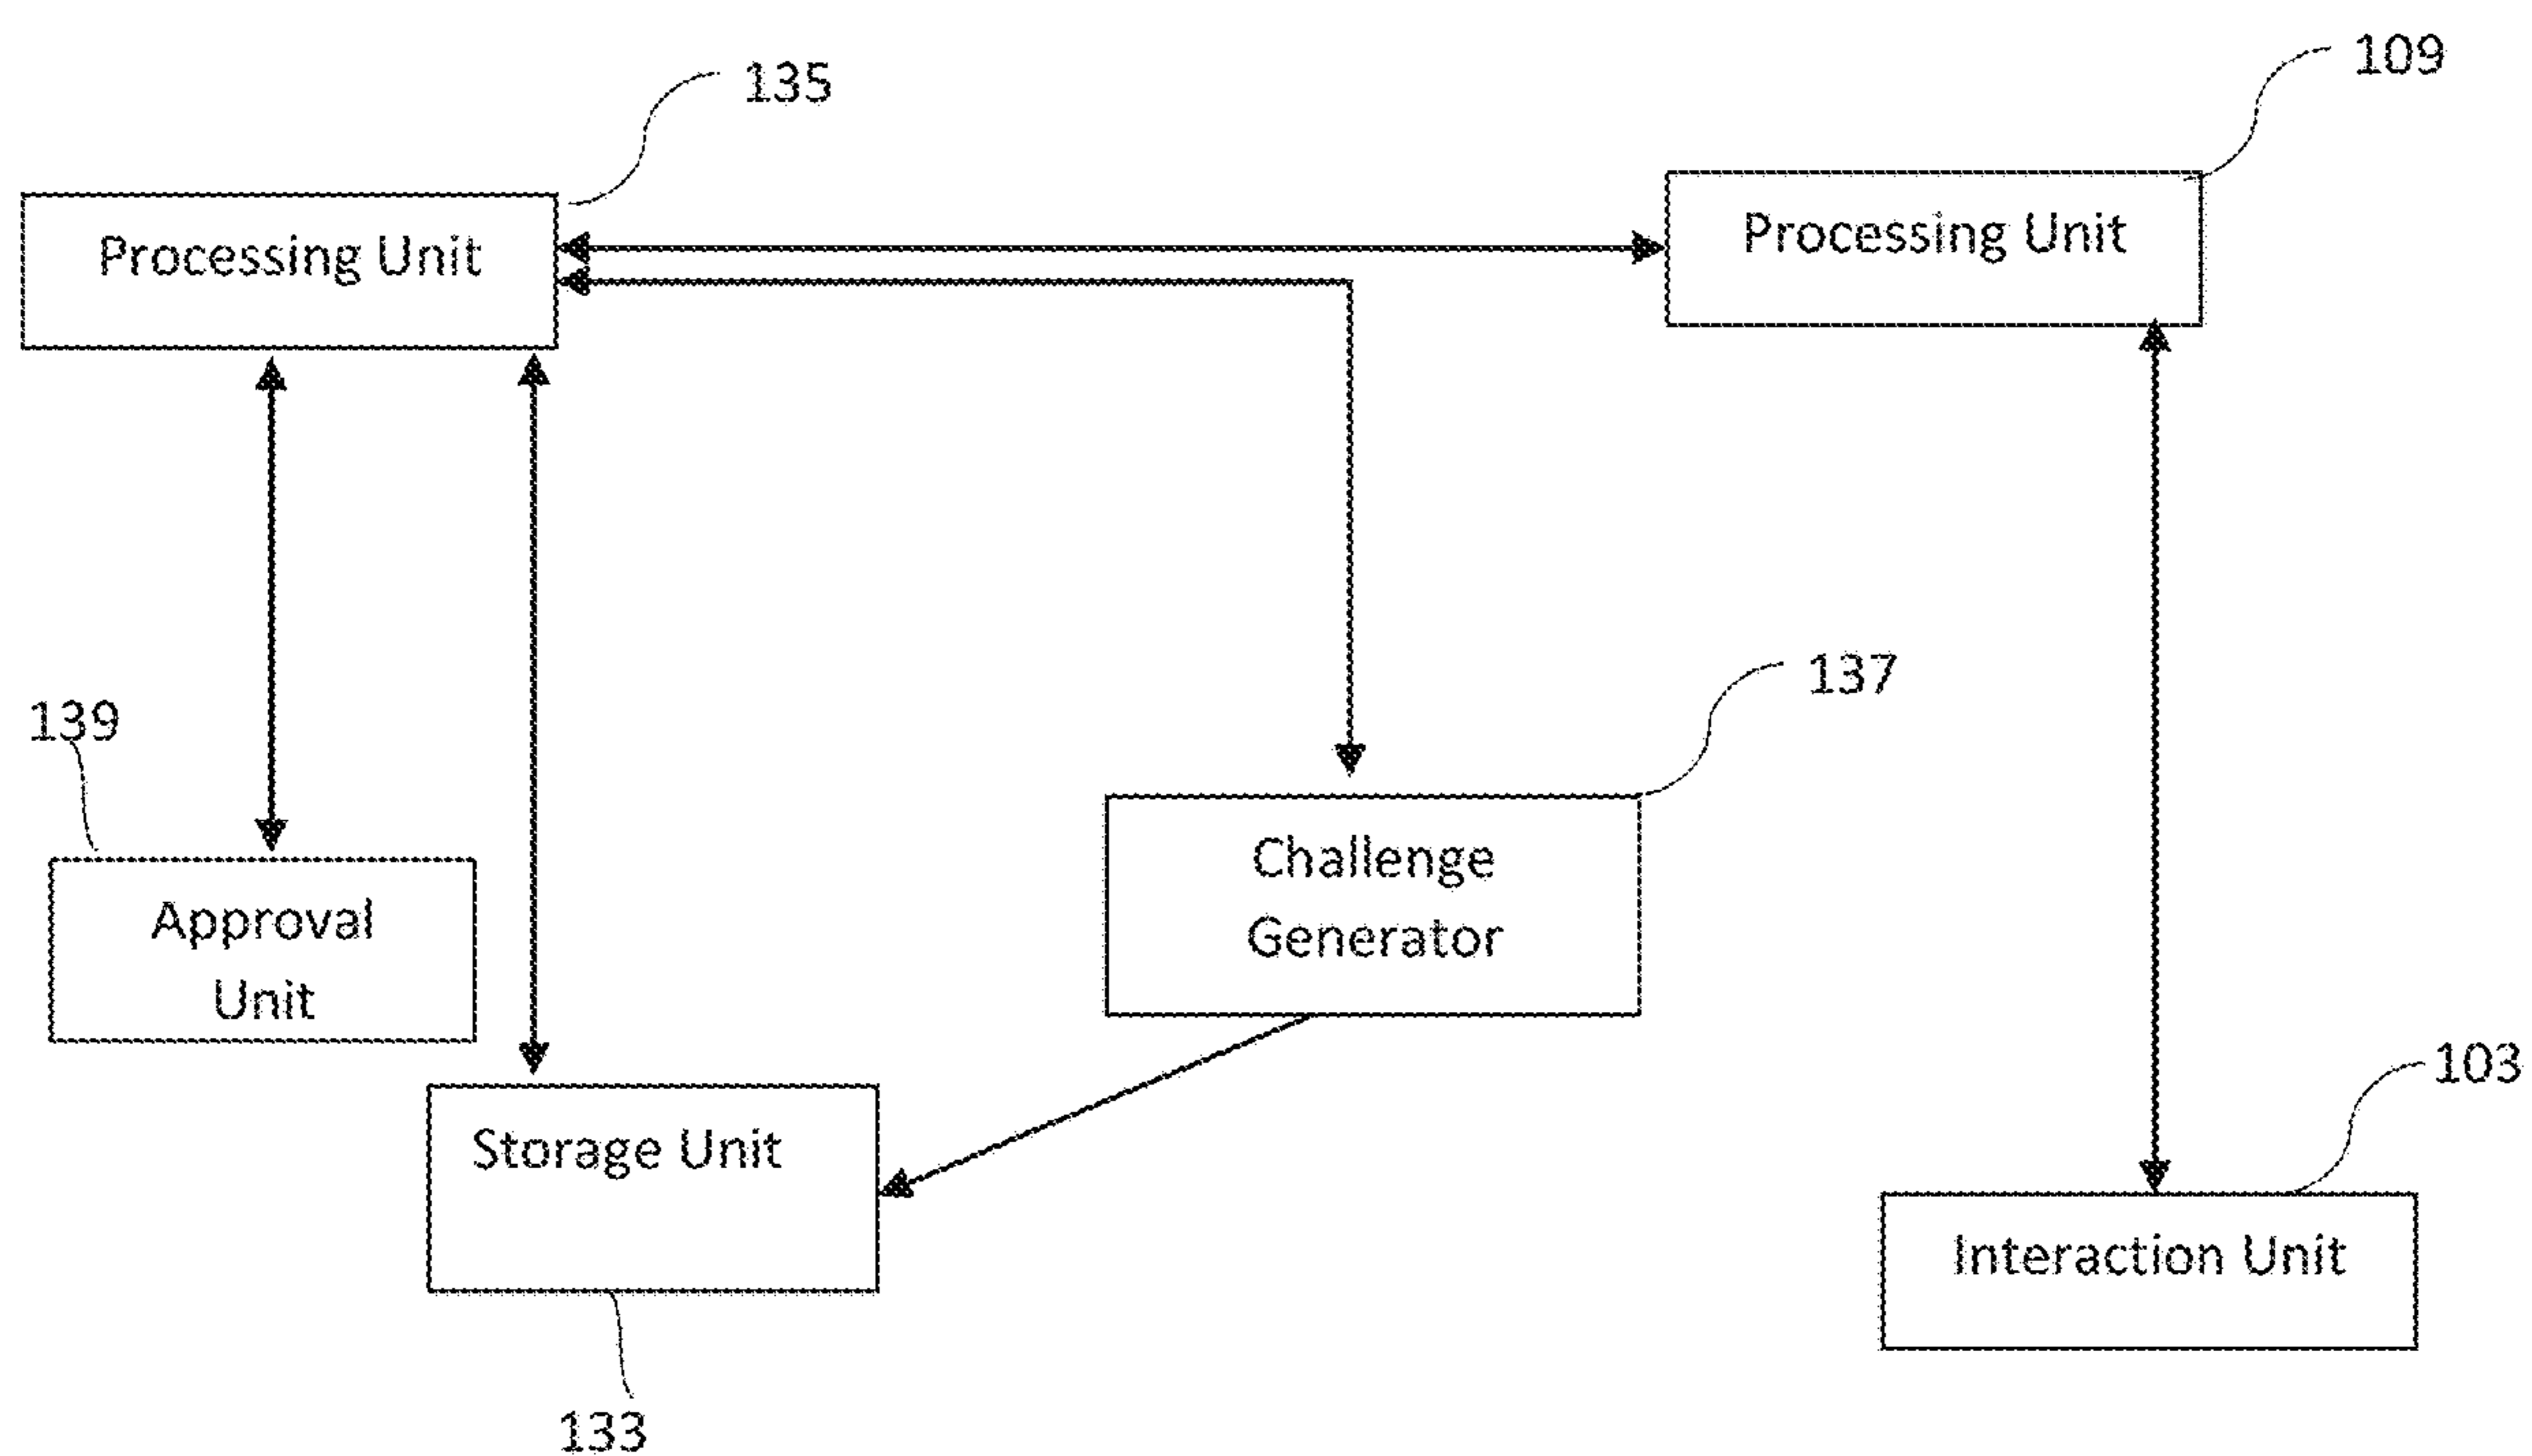 109
135
Processing Unit
Processing Unit
137
139
Challenge
Generator
Approval
Unit
103
Storage Unit
Interaction Unit
133